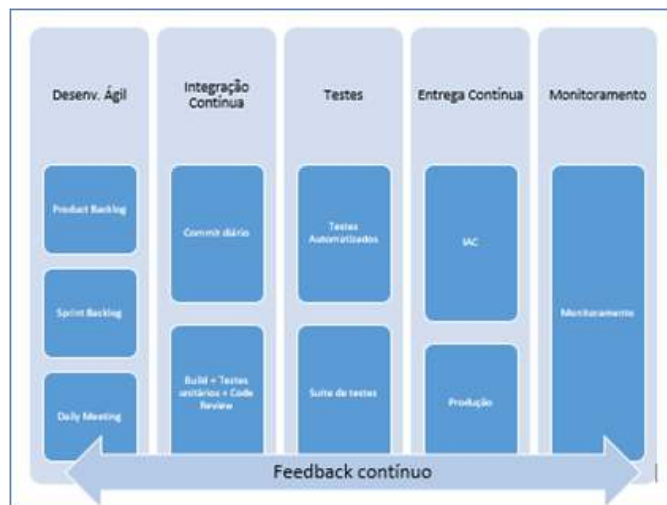 Desenv. Ágil
Integração
Contínua
Testes
Entrega Contínua
Monitoramento
Product Backlog
Sprint Backlog
Daily Meeting
Commit diário
Build + Testes
unitários + Code
Review
Testes
Automatizados
Suite de testes
IAC
Produção
Monitoramento
Feedback contínuo